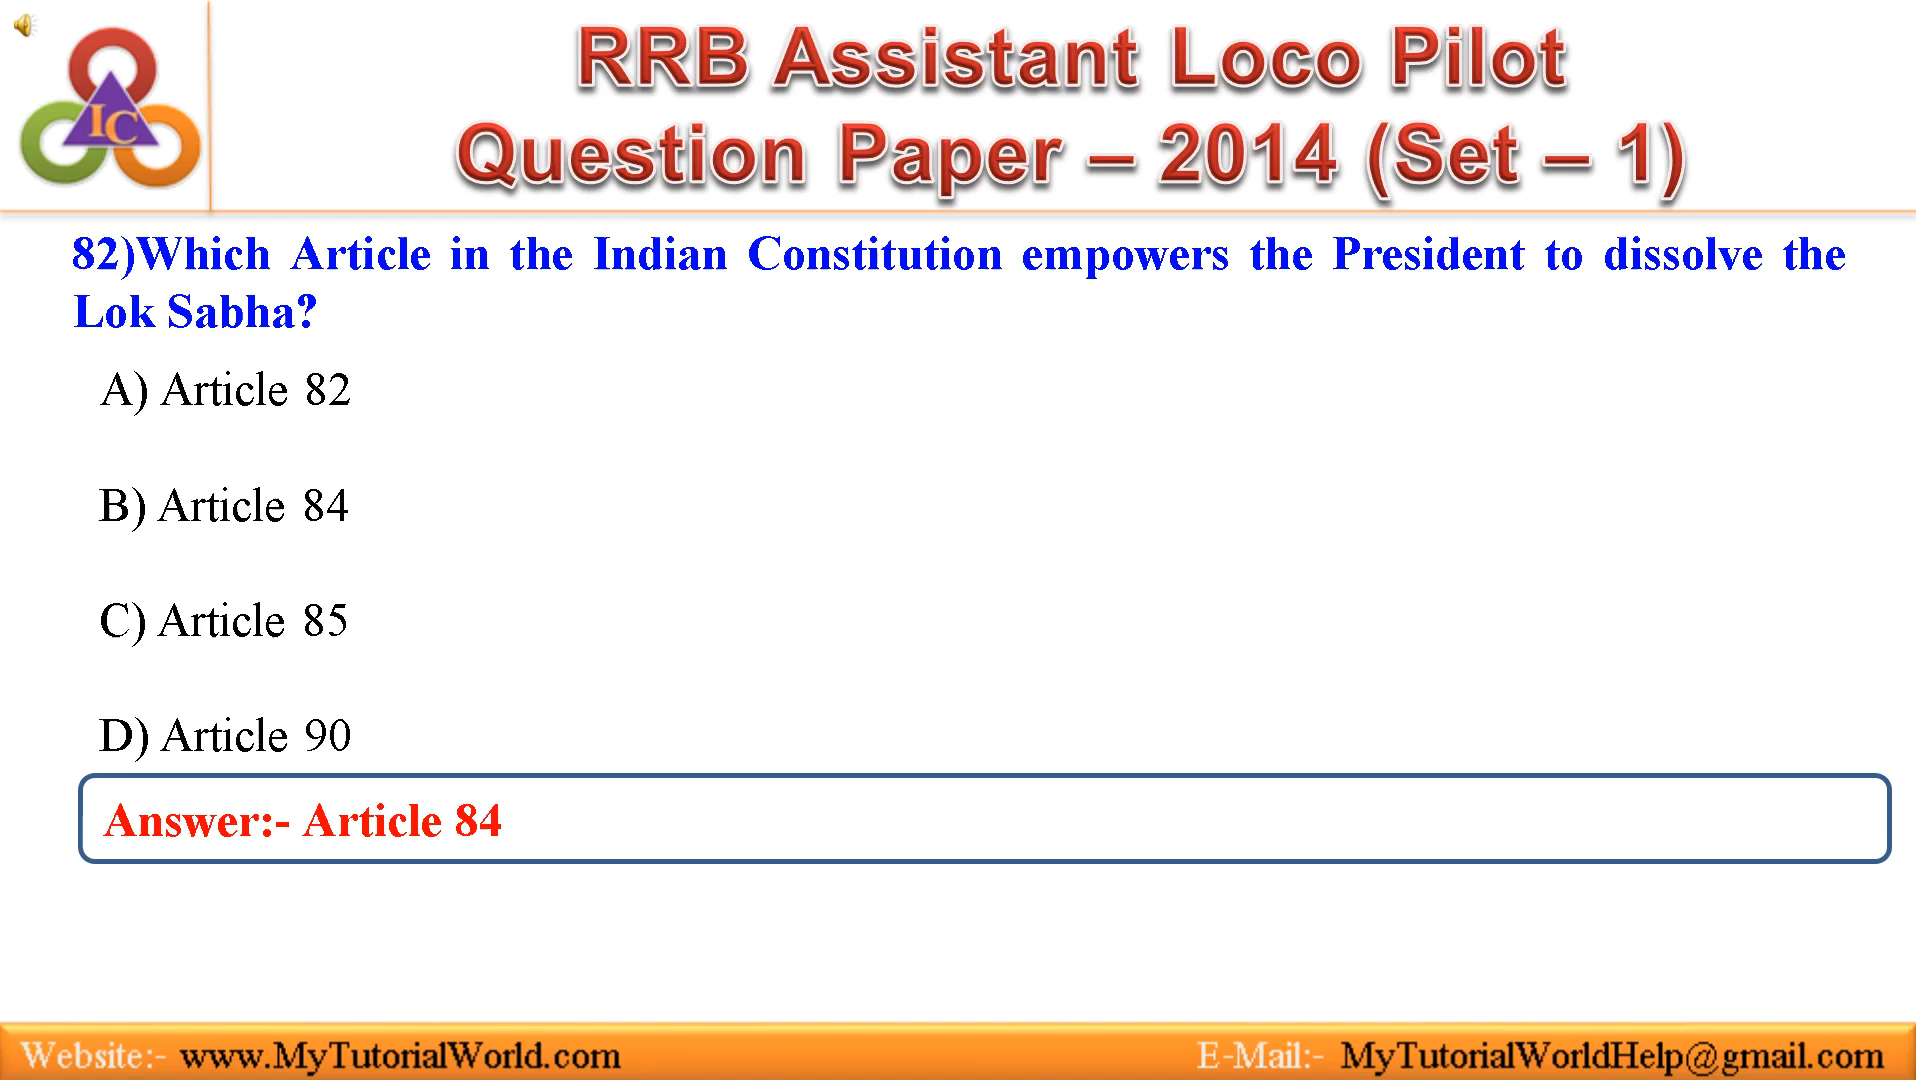 IC
RRB Assistant Loco Pilot
Question Paper – 2014 (Set – 1)
82)Which Article in the Indian Constitution empowers the President to dissolve the
Lok Sabha?
A) Article 82
B) Article 84
C) Article 85
D) Article 90
Answer:- Article 84
Website:- www.MyTutorialWorld.com
E-Mail:- MyTutorialWorldHelp@gmail.com